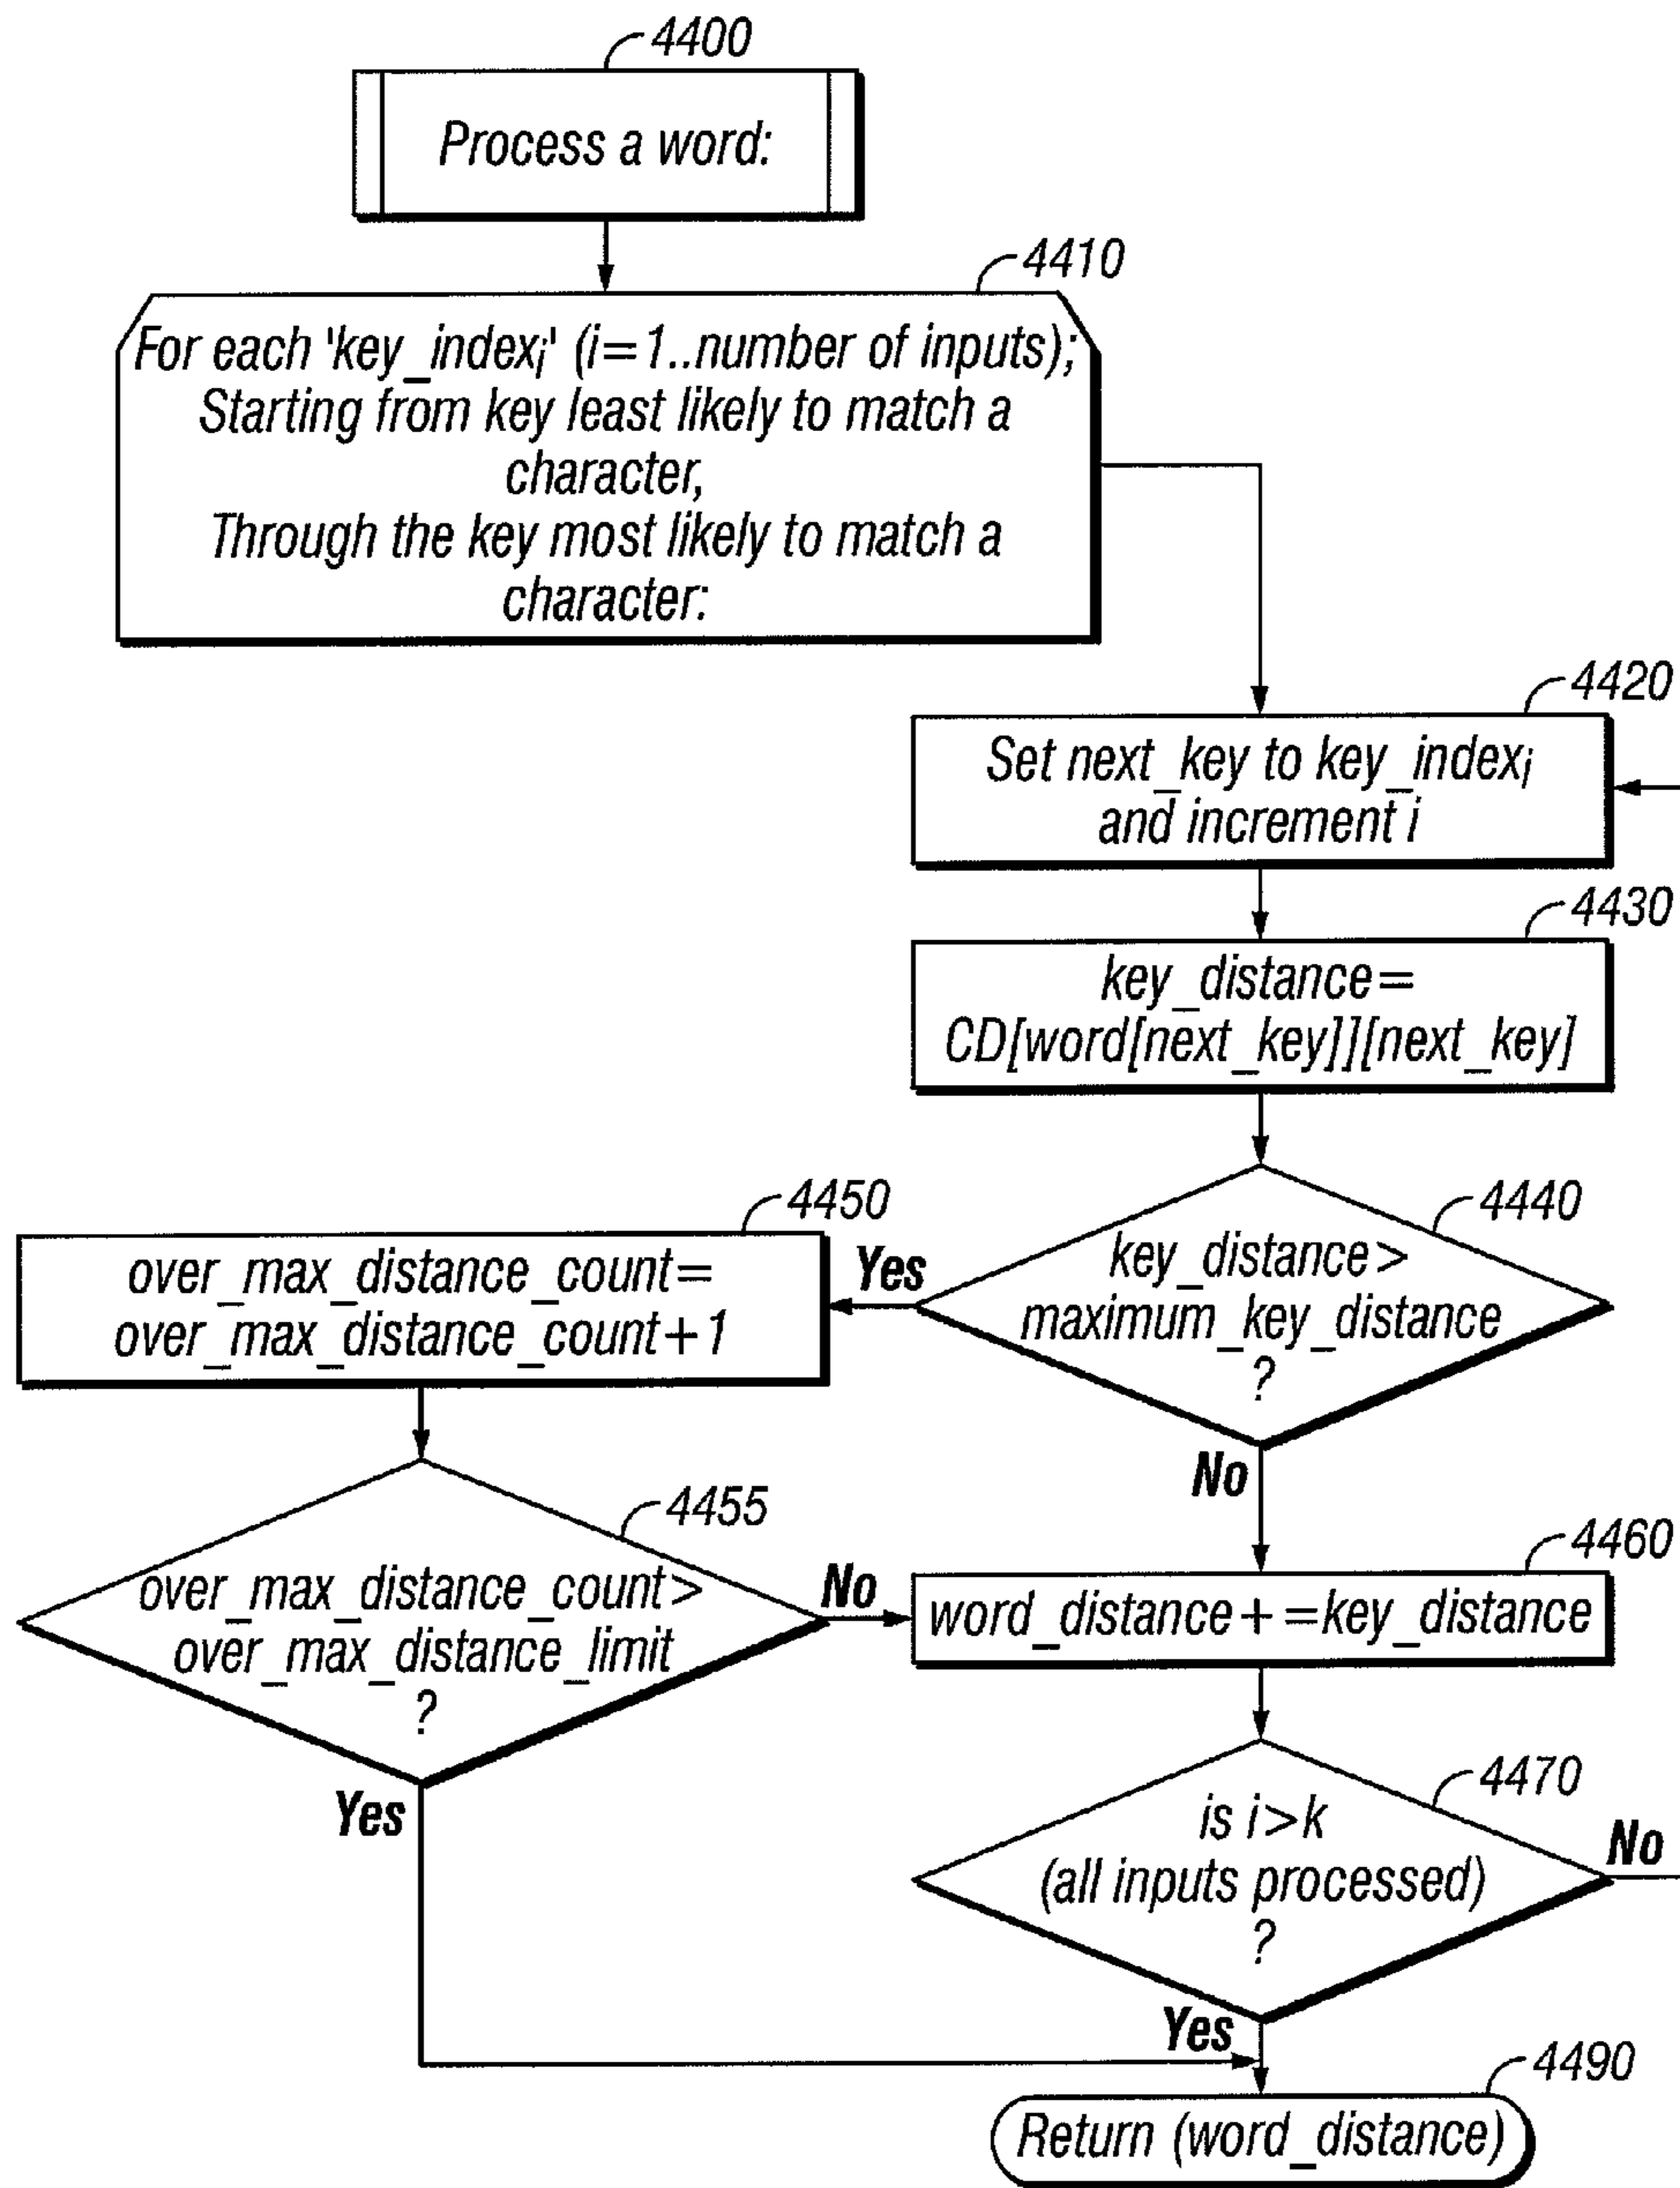 4400
Process a word:
4410
For each 'key_indexi' (i=1..number of inputs);
Starting from key least likely to match a
character,
Through the key most likely to match a
character:
4420
Set next_key to key_indexi
and increment i
4430
key_distance=
CD[word[next_key]][next_key]
4440
key_distance>
maximum_key_distance
?
Yes
No
4450
over_max_distance_count=
over_max_distance_count+1
4455
over_max_distance_count>
over_max_distance_limit
?
No
Yes
4460
word_distance+=key_distance
4470
is i>k
(all inputs processed)
?
No
Yes
4490
Return (word_distance)